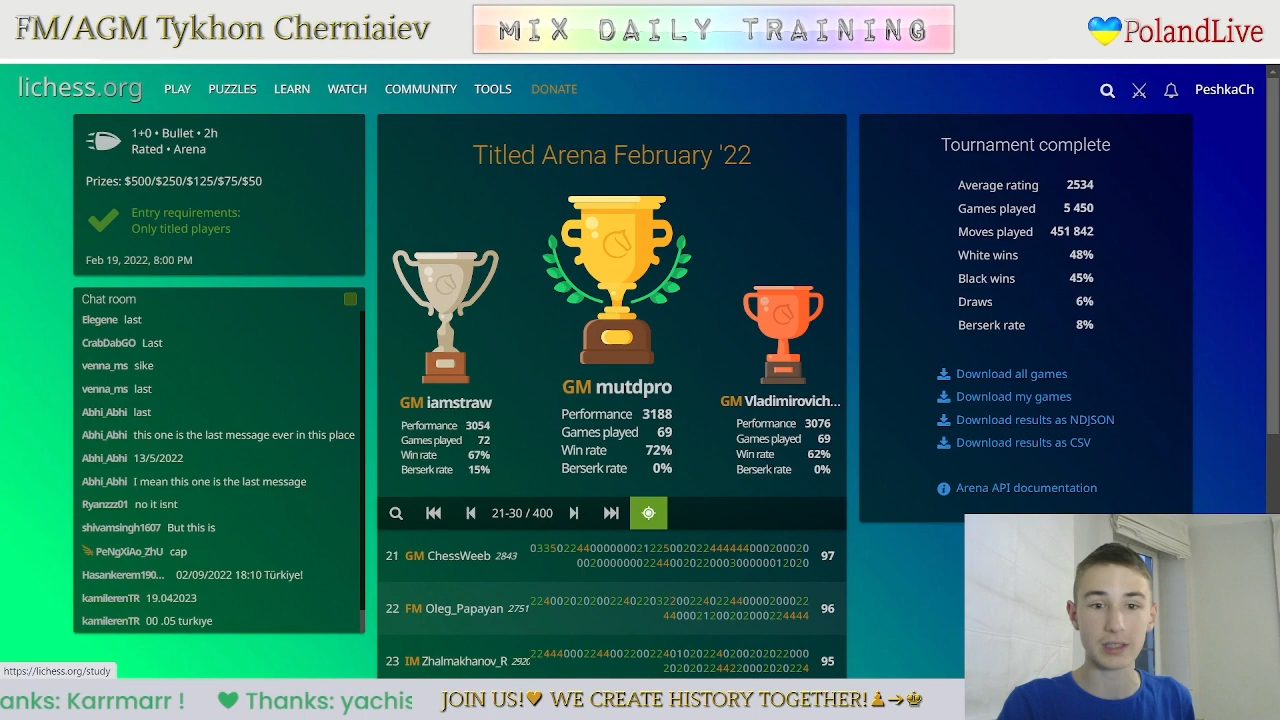 FM/AGM Tykhon Cherniaiev
MIX DAILY TRAINING
PolandLive
lichess.org PLAY PUZZLES LEARN WATCH COMMUNITY TOOLS DONATE
PeshkaCh
1+0 • Bullet • 2h
Rated • Arena
Prizes: $500/$250/$125/$75/$50
Entry requirements:
Only titled players
Feb 19, 2022, 8:00 PM
Chat room
Elegene last
CrabDabGO Last
venna_ms sike
venna_ms last
Abhi_Abhi last
Abhi_Abhi this one is the last message ever in this place
Abhi_Abhi 13/5/2022
Abhi_Abhi I mean this one is the last message
Ryanzzz01 no it isnt
shivamsingh1607 But this is
PeNgXiAo_ZhU cap
Hasankerem190... 02/09/2022 18:10 Türkiye!
kamilerenTR 19.042023
kamilerenTR 00 .05 turkıye
Titled Arena February '22
GM iamstraw
Performance 3054
Games played 72
Win rate 67%
Berserk rate 15%
GM mutdpro
Performance 3188
Games played 69
Win rate 72%
Berserk rate 0%
GM Vladimirovich...
Performance 3076
Games played 69
Win rate 62%
Berserk rate 0%
21-30 / 400
21 GM ChessWeeb 2843
97
22 FM Oleg_Papayan 2751
96
23 IM Zhalmakhanov_R
95
Tournament complete
Average rating 2534
Games played 5 450
Moves played 451 842
White wins 48%
Black wins 45%
Draws 6%
Berserk rate 8%
Download all games
Download my games
Download results as NDJSON
Download results as CSV
Arena API documentation
https://lichess.org/study
anks: Karrmarr ! Thanks: yachis
JOIN US! WE CREATE HISTORY TOGETHER!